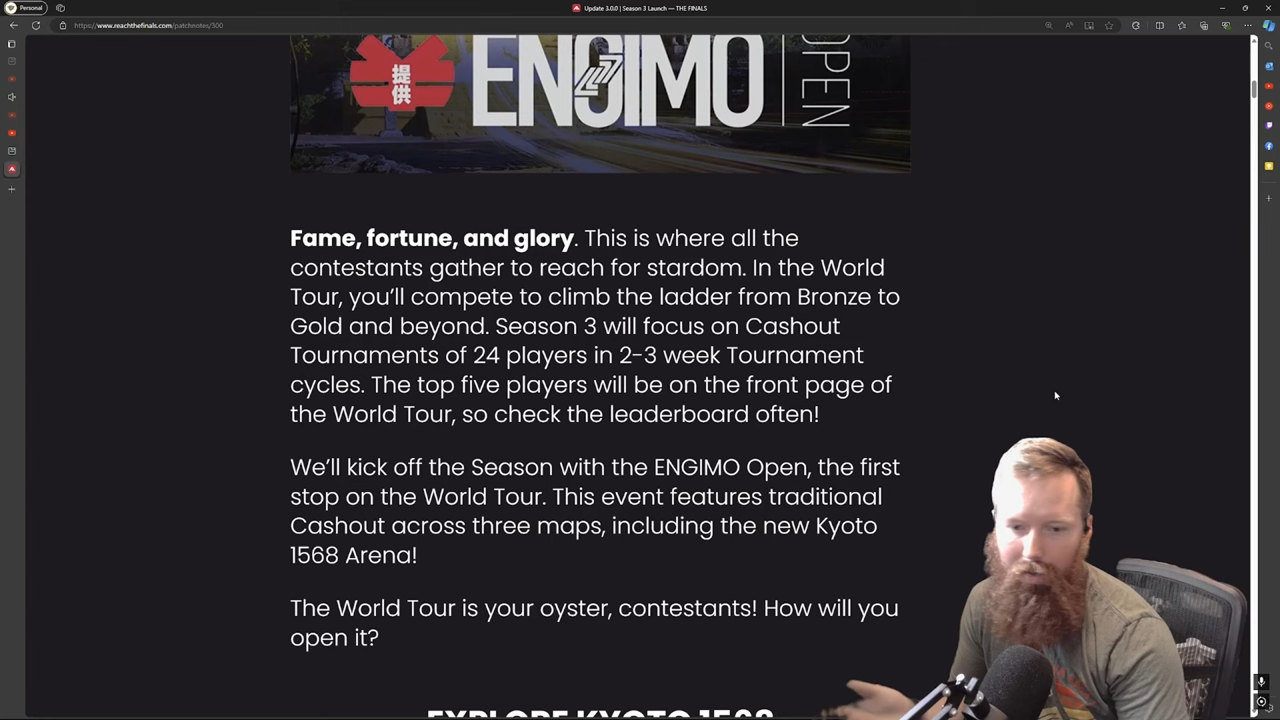 Personal
Update 3.0.0 | Season 3 Launch — THE FINALS
https://www.reachthefinals.com/patchnotes/300
提供
ENGIMO
OPEN
Fame, fortune, and glory. This is where all the
contestants gather to reach for stardom. In the World
Tour, you'll compete to climb the ladder from Bronze to
Gold and beyond. Season 3 will focus on Cashout
Tournaments of 24 players in 2-3 week Tournament
cycles. The top five players will be on the front page of
the World Tour, so check the leaderboard often!
We'll kick off the Season with the ENGIMO Open, the first
stop on the World Tour. This event features traditional
Cashout across three maps, including the new Kyoto
1568 Arena!
The World Tour is your oyster, contestants! How will you
open it?
EXPLORE KYOTO 1568